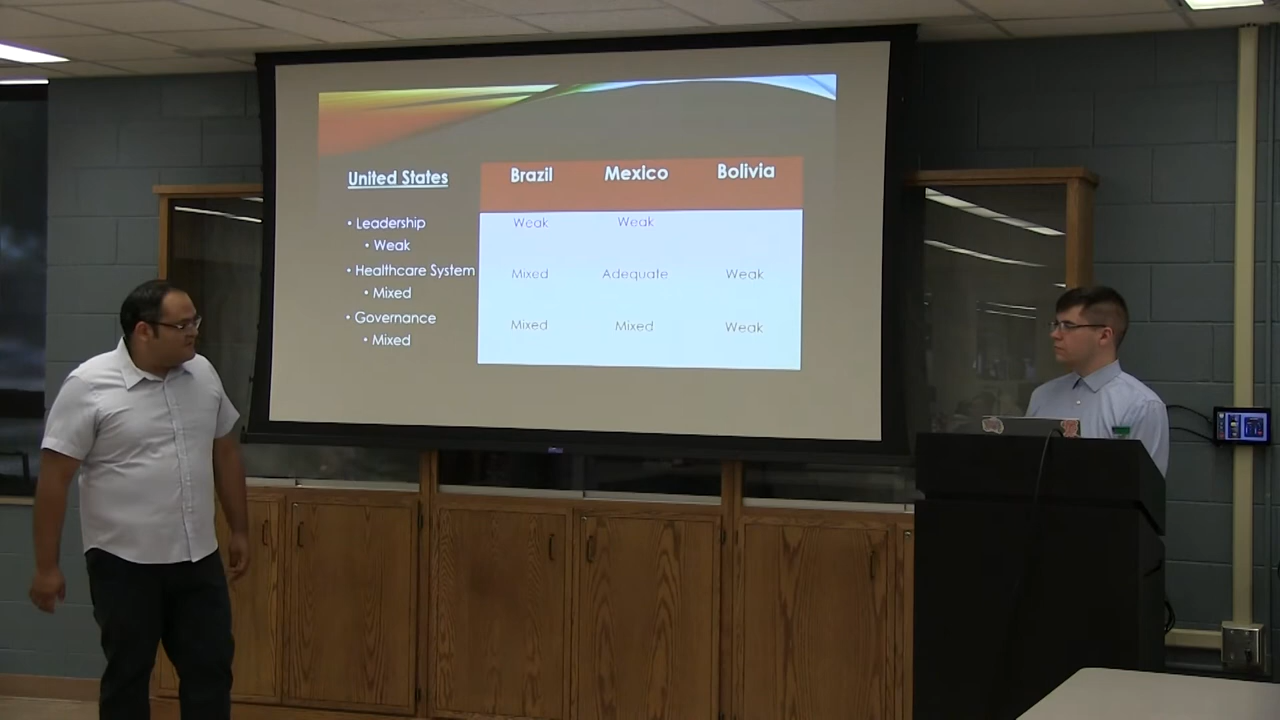 United States
• Leadership
• Weak
• Healthcare System
• Mixed
• Governance
• Mixed
Brazil Mexico Bolivia
Weak Weak
Mixed Adequate Weak
Mixed Mixed Weak